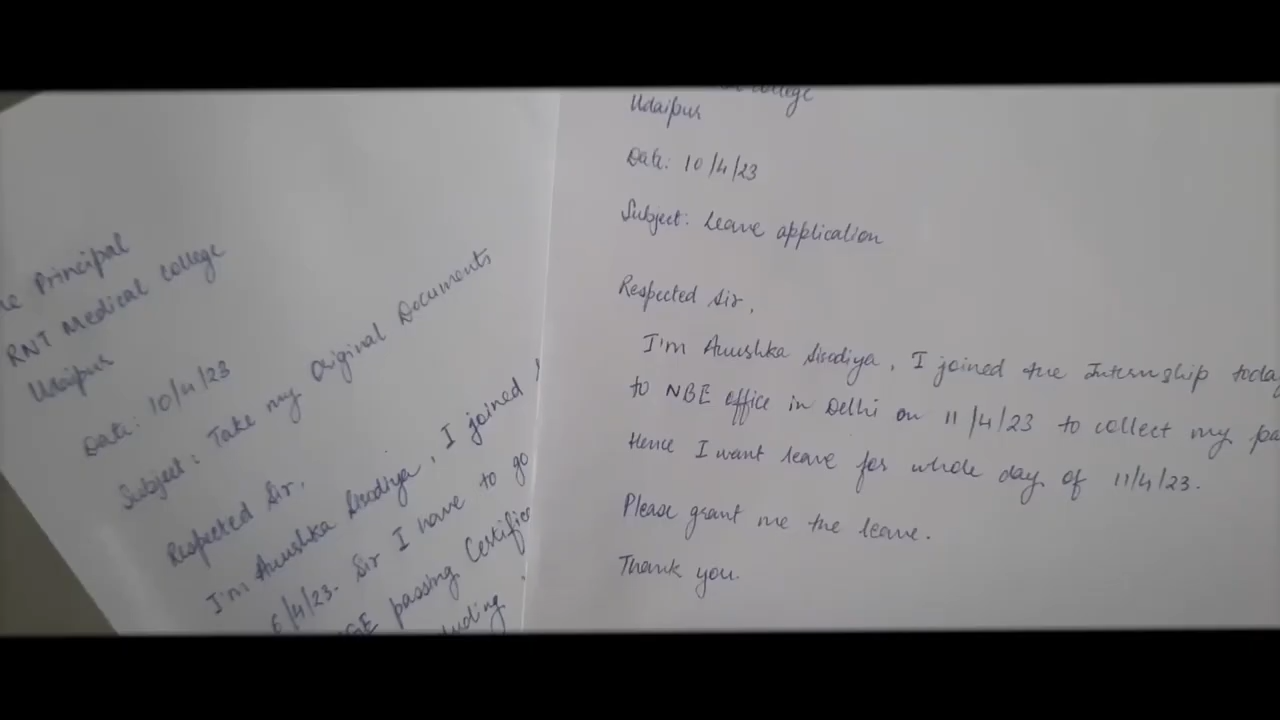 Principal
RNT Medical College
Udaipur
Date: 10/4/23
Subject: Take my Original Documents
Respected Sir,
I'm Anushka Sisodiya, I joined
6/4/23. Sir I have to go
passing
College
Udaipur
Date: 10/4/23
Subject: Leave application
Respected Sir,
I'm Anushka Sisodiya, I joined the Internship
to NBE office in Delhi on 11/4/23 to collect my
Hence I want leave for whole day of 11/4/23.
Please grant me the leave.
Thank you.